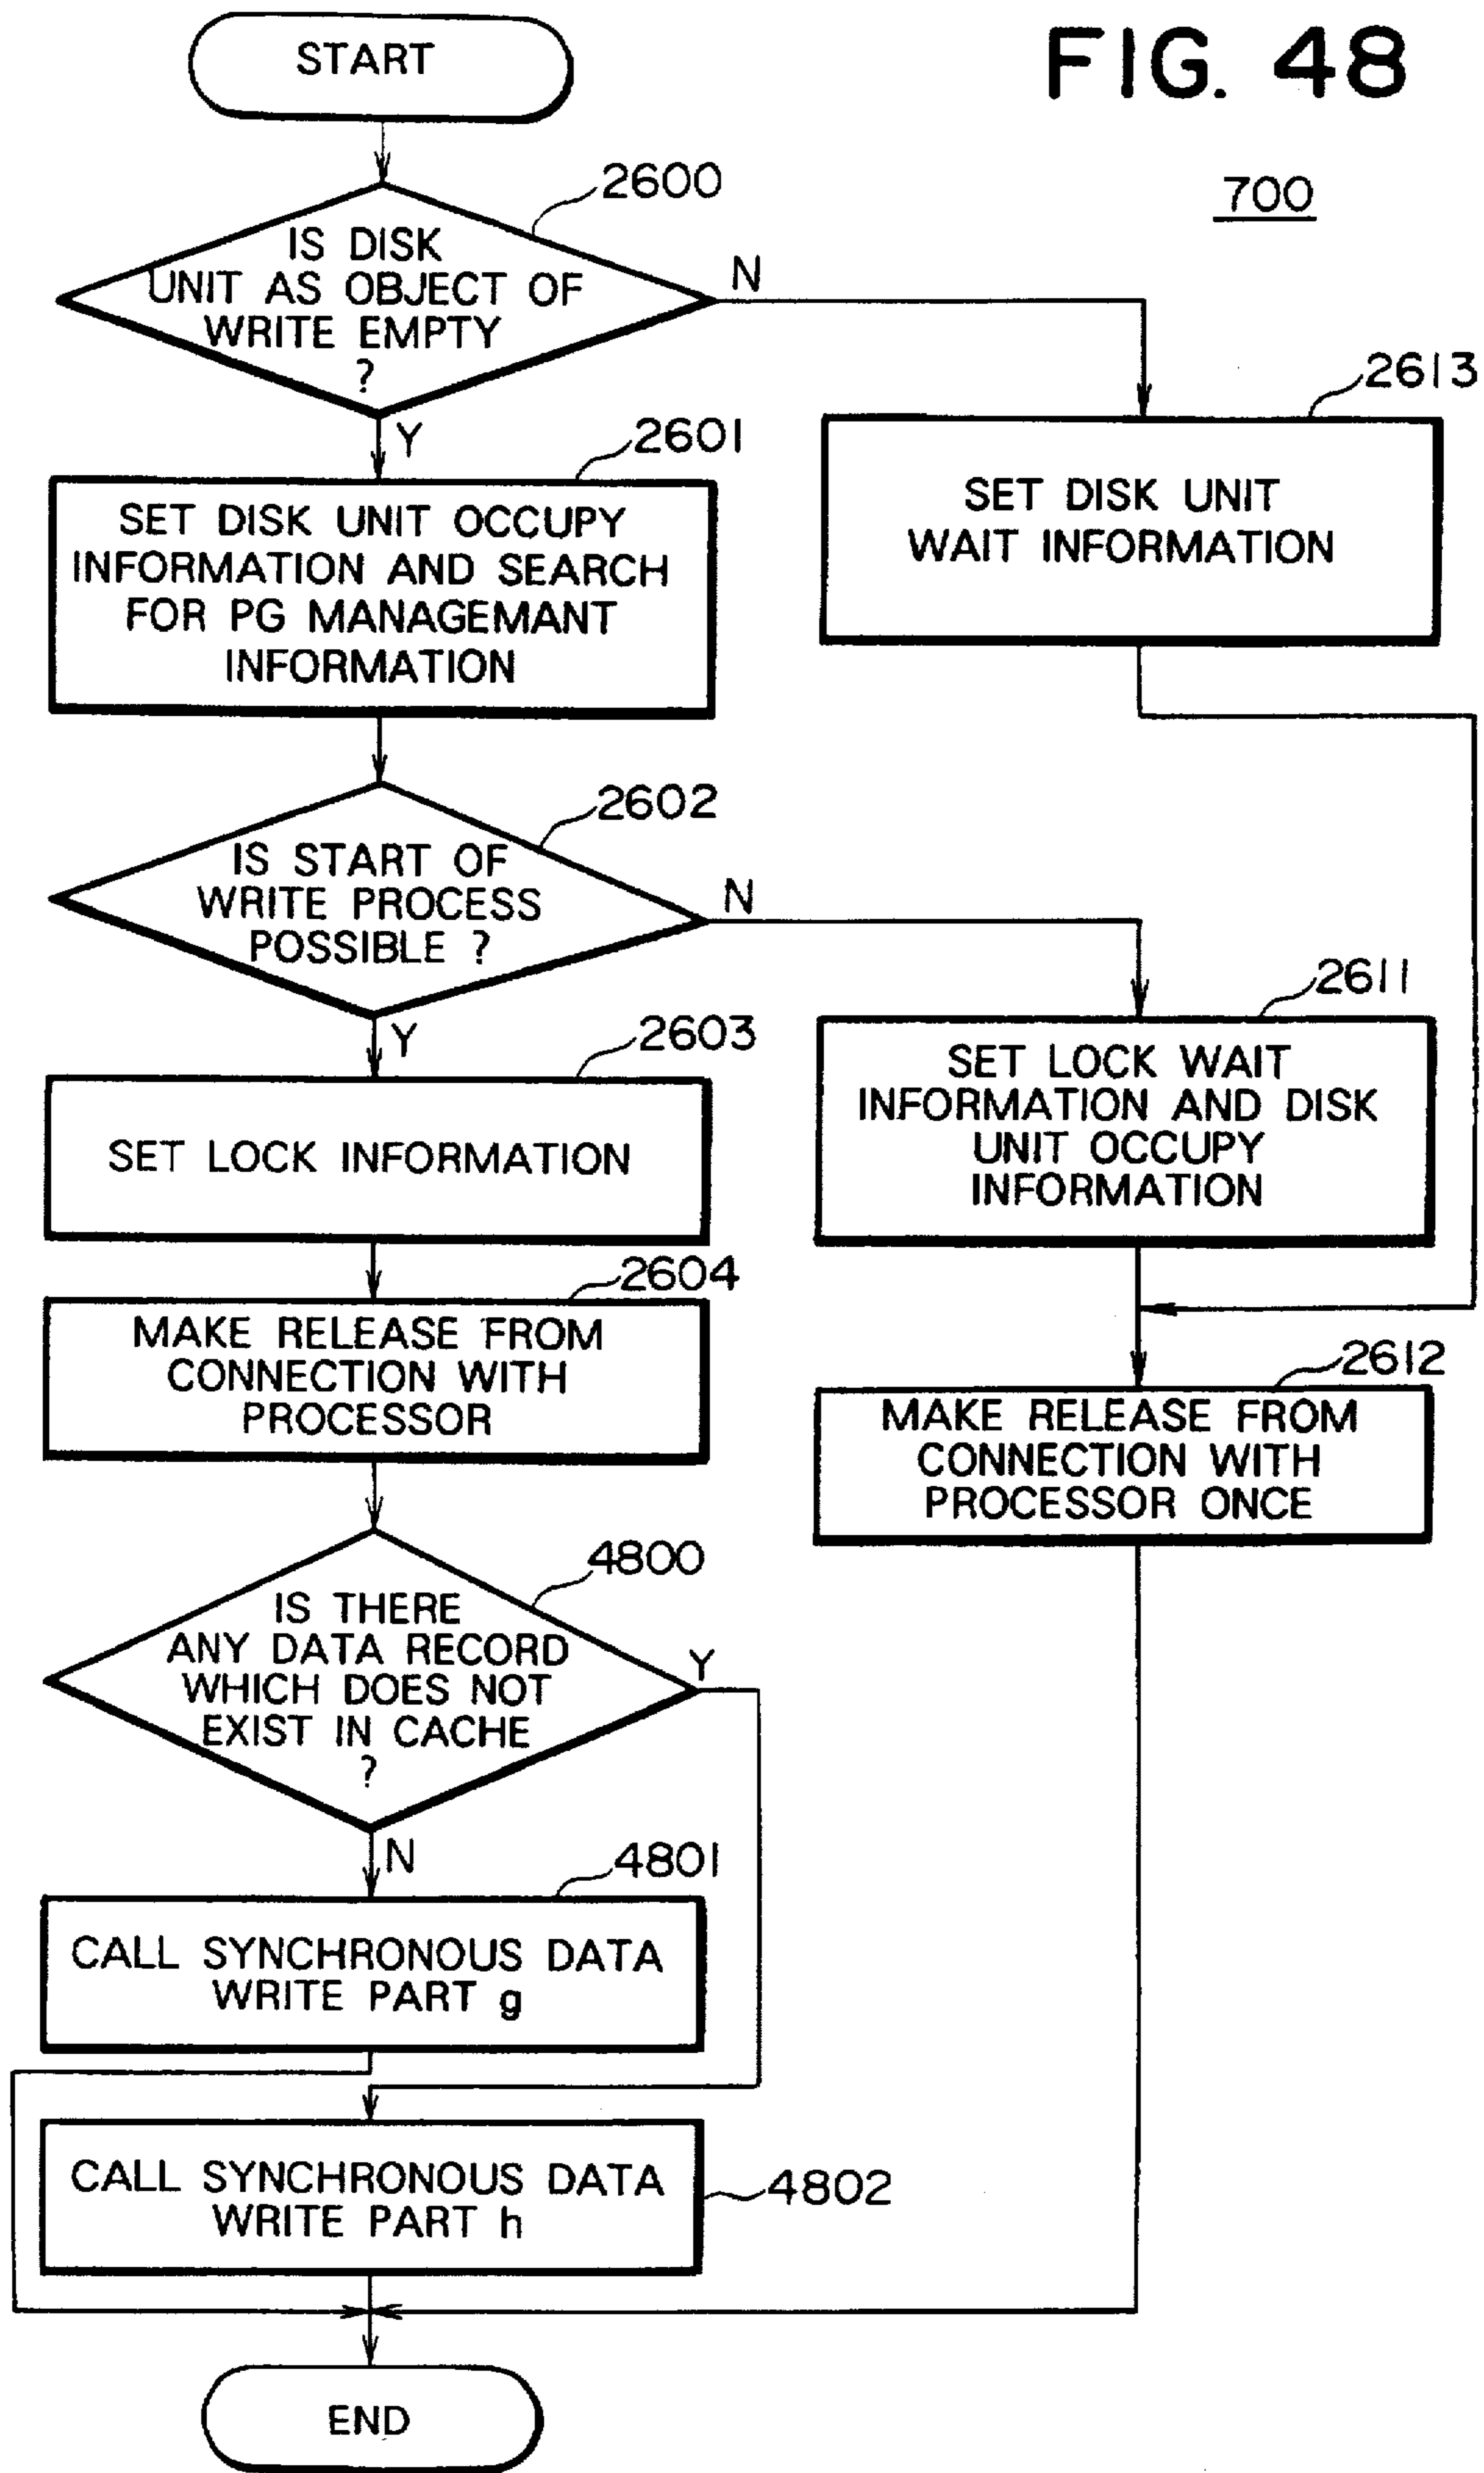 FIG. 48
700
START
2600
IS DISK
UNIT AS OBJECT OF
WRITE EMPTY
?
N
Y
2601
SET DISK UNIT OCCUPY
INFORMATION AND SEARCH
FOR PG MANAGEMANT
INFORMATION
2613
SET DISK UNIT
WAIT INFORMATION
2602
IS START OF
WRITE PROCESS
POSSIBLE ?
N
Y
2603
SET LOCK INFORMATION
2611
SET LOCK WAIT
INFORMATION AND DISK
UNIT OCCUPY
INFORMATION
2604
MAKE RELEASE FROM
CONNECTION WITH
PROCESSOR
2612
MAKE RELEASE FROM
CONNECTION WITH
PROCESSOR ONCE
4800
IS THERE
ANY DATA RECORD
WHICH DOES NOT
EXIST IN CACHE
?
Y
N
4801
CALL SYNCHRONOUS DATA
WRITE PART g
CALL SYNCHRONOUS DATA
WRITE PART h
4802
END